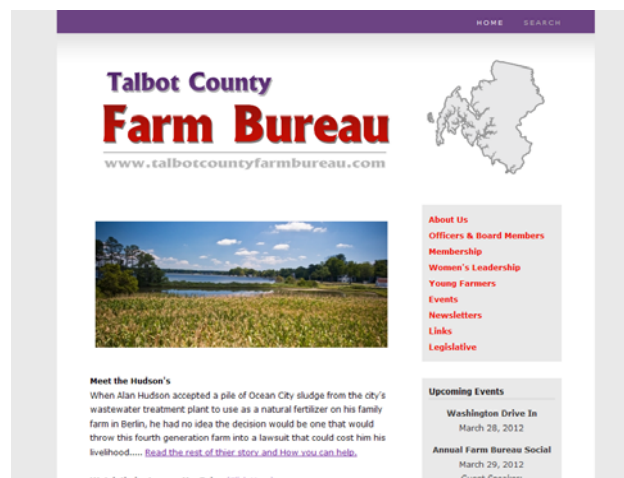 HOME SEARCH
Talbot County
Farm Bureau
www.talbotcountyfarmbureau.com
About Us
Officers & Board Members
Membership
Women's Leadership
Young Farmers
Events
Newsletters
Links
Legislative
Meet the Hudson's
When Alan Hudson accepted a pile of Ocean City sludge from the city's
wastewater treatment plant to use as a natural fertilizer on his family
farm in Berlin, he had no idea the decision would be one that would
throw this fourth generation farm into a lawsuit that could cost him his
livelihood..... Read the rest of thier story and How you can help.
Upcoming Events
Washington Drive In
March 28, 2012
Annual Farm Bureau Social
March 29, 2012